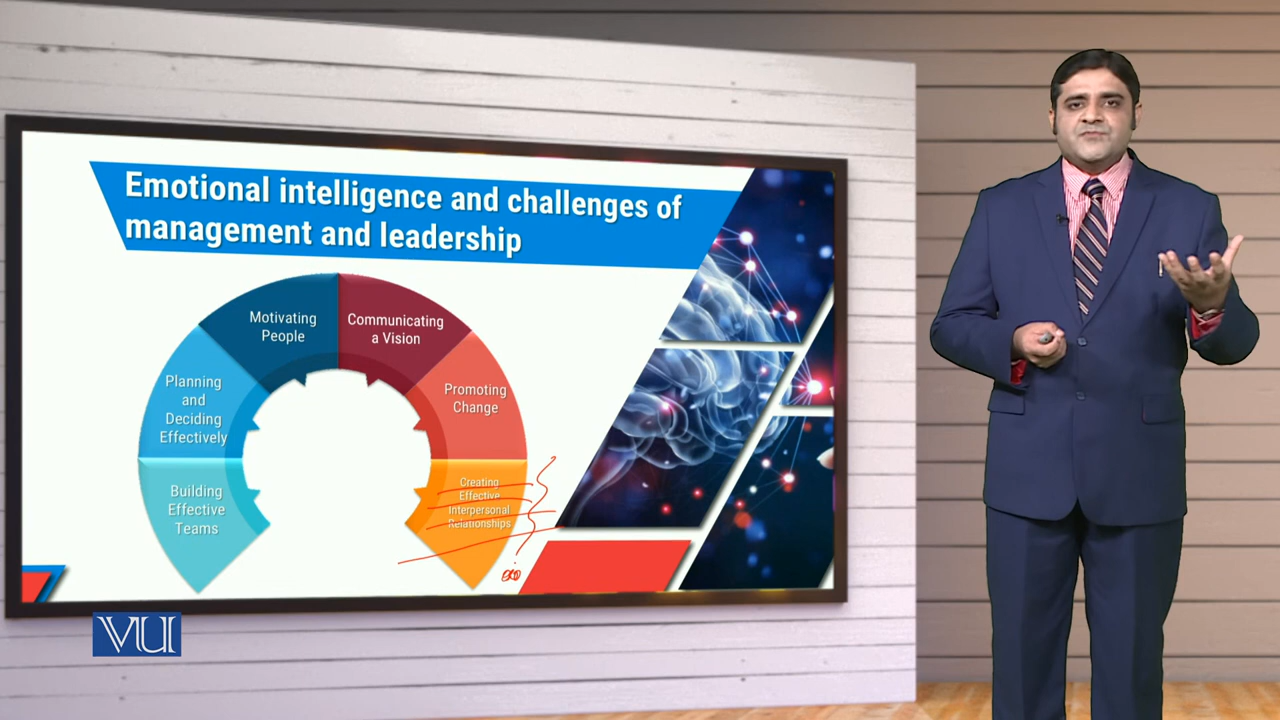 Emotional intelligence and challenges of
management and leadership
Building
Effective
Teams
Planning
and
Deciding
Effectively
Motivating
People
Communicating
a Vision
Promoting
Change
Creating
Effective
Interpersonal
Relationships
VU